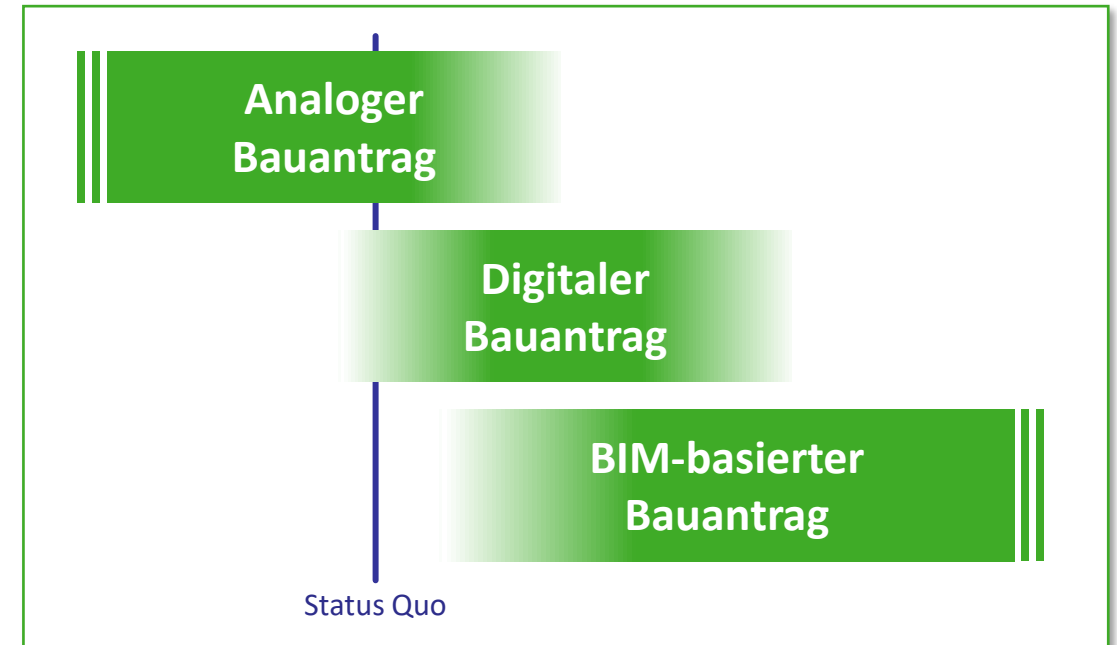 Analoger
Bauantrag
Digitaler
Bauantrag
BIM-basierter
Bauantrag
Status Quo